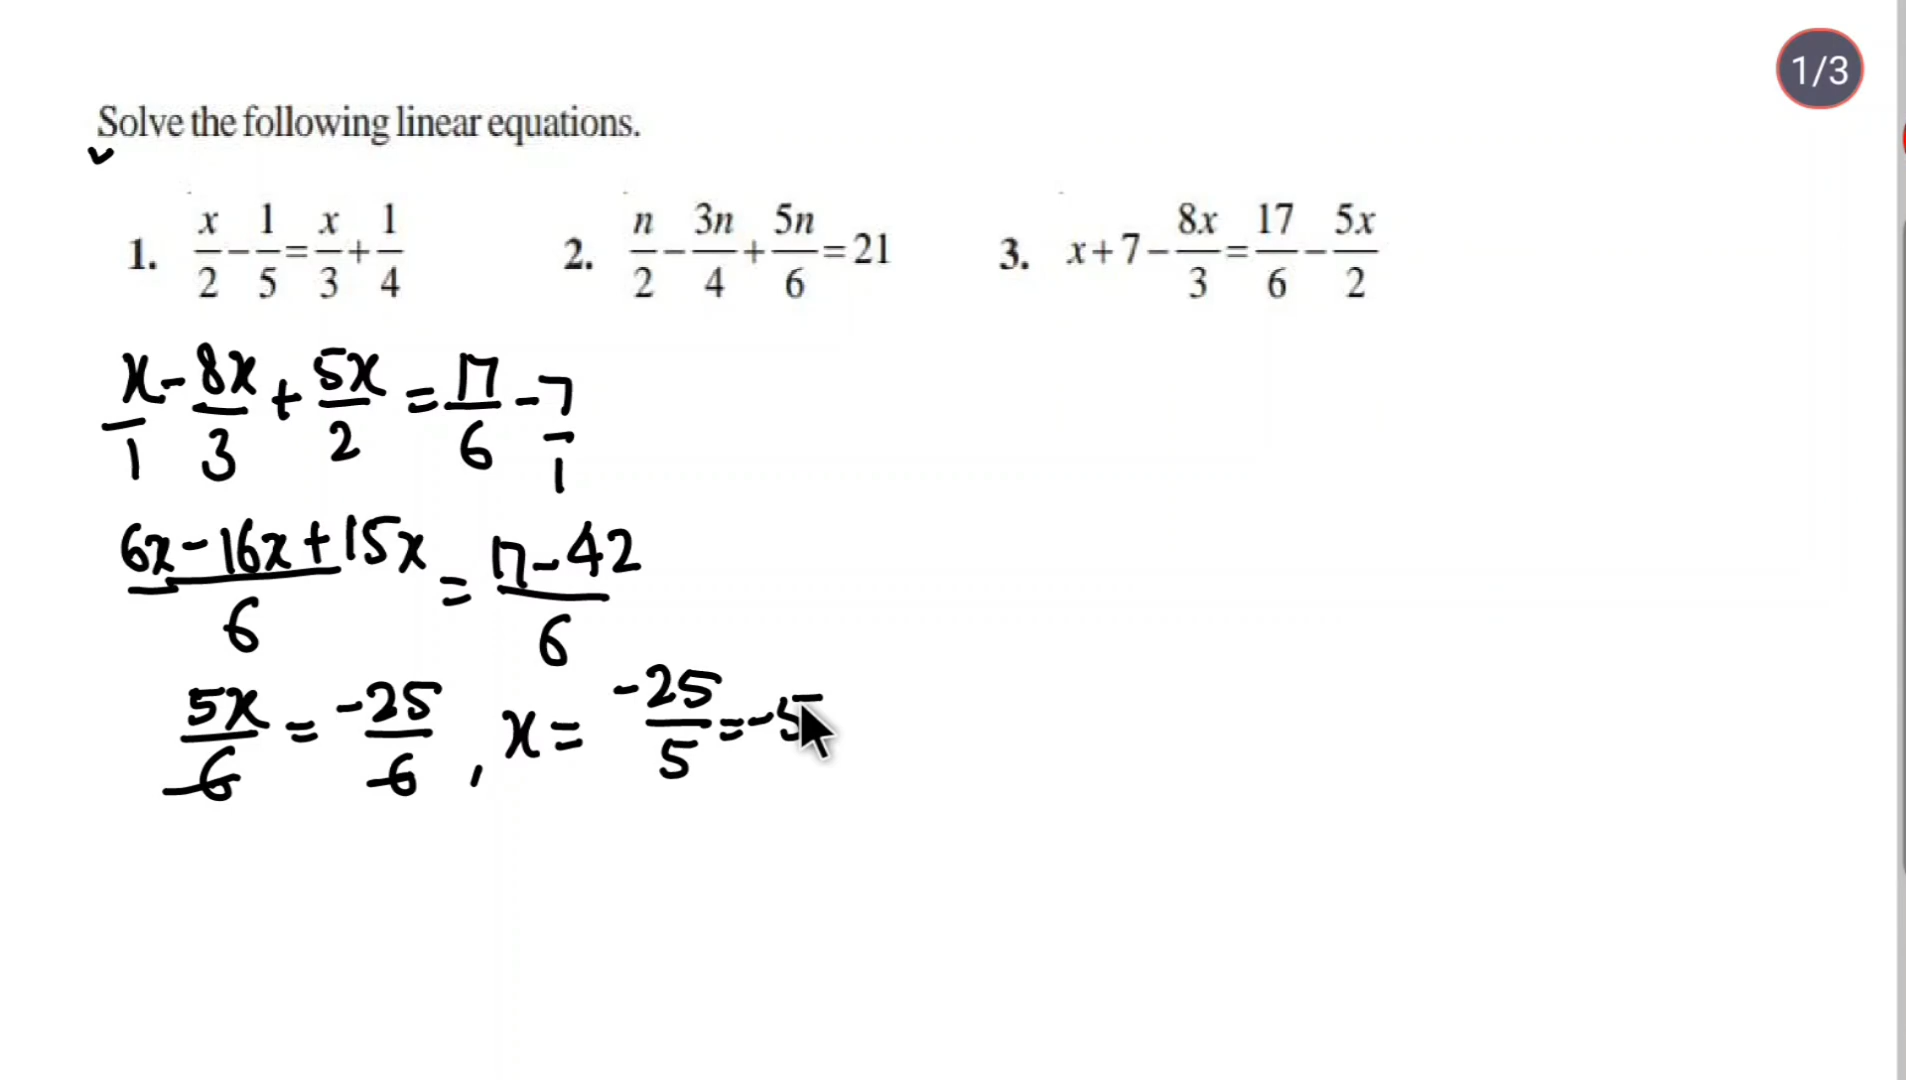 1/3
Solve the following linear equations.
1. x/2 - 1/5 = x/3 + 1/4 2. n/2 - 3n/4 + 5n/6 = 21 3. x + 7 - 8x/3 = 17/6 - 5x/2
x/1 - 8x/3 + 5x/2 = 17/6 - 7/1
6x - 16x + 15x/6 = 17 - 42/6
5x/6 = -25/6 , x = -25/5 = -5